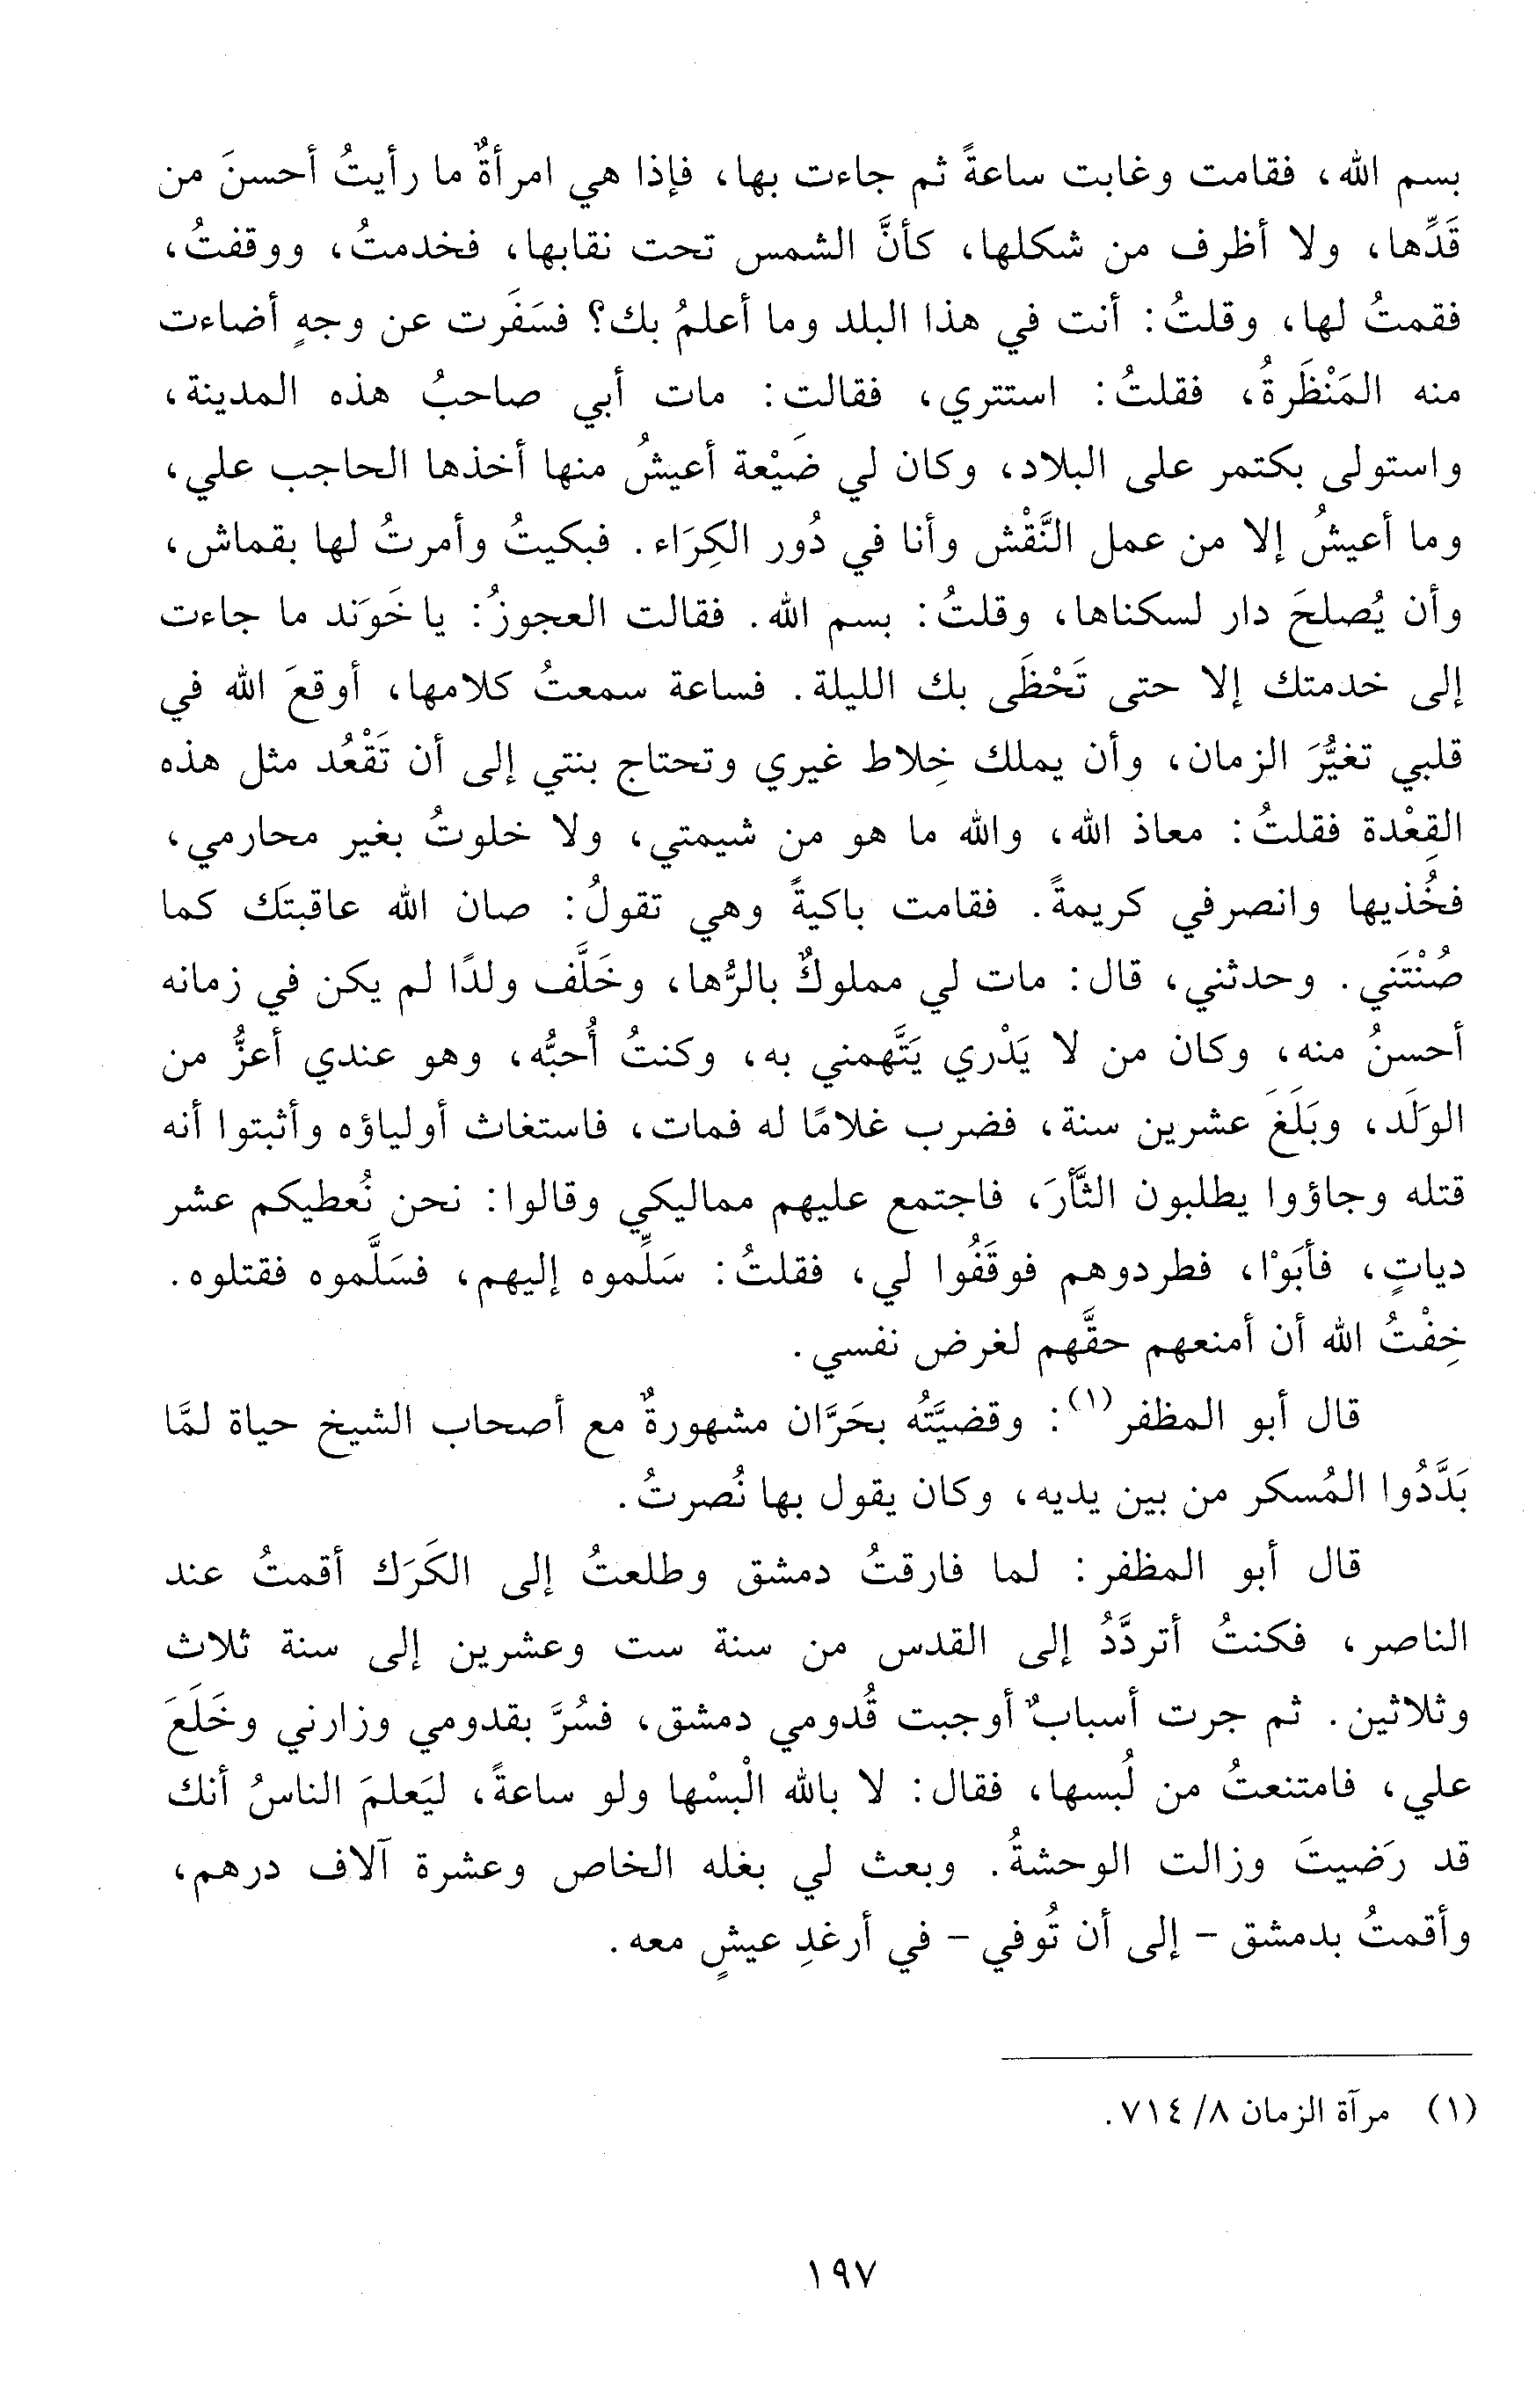 بسم الله، فقامت وغابت ساعةً ثم جاءت بها، فإذا هي امرأةٌ ما رأيتُ أحسنَ من
قَدِّها، ولا أظرف من شكلها، كأنَّ الشمس تحت نقابها، فخدمتُ، ووقفتُ،
فقمتُ لها، وقلتُ: أنت في هذا البلد وما أعلمُ بك؟ فسَفَرت عن وجهٍ أضاءت
منه المَنْظَرةُ، فقلتُ: استتري، فقالت: مات أبي صاحبُ هذه المدينة،
واستولى بكتمر على البلاد، وكان لي ضَيْعة أعيشُ منها أخذها الحاجب علي،
وما أعيشُ إلا من عمل النَّقْش وأنا في دُور الكِرَاء. فبكيتُ وأمرتُ لها بقماش،
وأن يُصلحَ دار لسكناها، وقلتُ: بسم الله. فقالت العجوزُ: يا خَوَند ما جاءت
إلى خدمتك إلا حتى تَحْظَى بك الليلة. فساعة سمعتُ كلامها، أوقعَ الله في
قلبي تغيُّرَ الزمان، وأن يملك خِلاط غيري وتحتاج بنتي إلى أن تَقْعُد مثل هذه
القِعْدة فقلتُ: معاذ الله، والله ما هو من شيمتي، ولا خلوتُ بغير محارمي،
فخُذيها وانصرفي كريمةً. فقامت باكيةً وهي تقولُ: صان الله عاقبتَك كما
صُنْتَني. وحدثني، قال: مات لي مملوكٌ بالرُّها، وخَلَّف ولدًا لم يكن في زمانه
أحسنُ منه، وكان من لا يَدْري يَتَّهمني به، وكنتُ أُحبُّه، وهو عندي أعزُّ من
الولَد، وبَلَغَ عشرين سنة، فضرب غلامًا له فمات، فاستغاث أولياؤه وأثبتوا أنه
قتله وجاؤوا يطلبون الثَّأرَ، فاجتمع عليهم مماليكي وقالوا: نحن نُعطيكم عشر
دياتٍ، فأبَوْا، فطردوهم فوقَفُوا لي، فقلتُ: سَلِّموه إليهم، فسَلَّموه فقتلوه.
خِفْتُ الله أن أمنعهم حقَّهم لغرض نفسي.
قال أبو المظفر(١): وقضيَّتُه بحَرَّان مشهورةٌ مع أصحاب الشيخ حياة لمَّا
بَدَّدُوا المُسكر من بين يديه، وكان يقول بها نُصرتُ.
قال أبو المظفر: لما فارقتُ دمشق وطلعتُ إلى الكَرَك أقمتُ عند
الناصر، فكنتُ أتردَّدُ إلى القدس من سنة ست وعشرين إلى سنة ثلاث
وثلاثين. ثم جرت أسبابٌ أوجبت قُدومي دمشق، فسُرَّ بقدومي وزارني وخَلَعَ
علي، فامتنعتُ من لُبسها، فقال: لا بالله الْبسْها ولو ساعةً، ليَعلمَ الناسُ أنك
قد رَضيتَ وزالت الوحشةُ. وبعث لي بغله الخاص وعشرة آلاف درهم،
وأقمتُ بدمشق - إلى أن تُوفي - في أرغدِ عيشٍ معه.
(١) مرآة الزمان ٨/ ٧١٤.
١٩٧